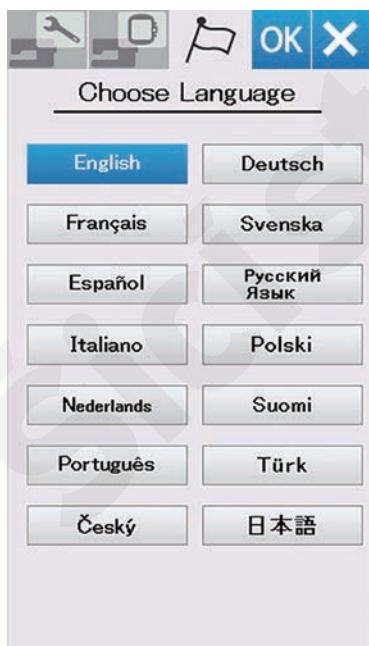 OK
Choose Language
English
Deutsch
Français
Svenska
Español
Русский
Язык
Italiano
Polski
Nederlands
Suomi
Português
Türk
Český
日本語